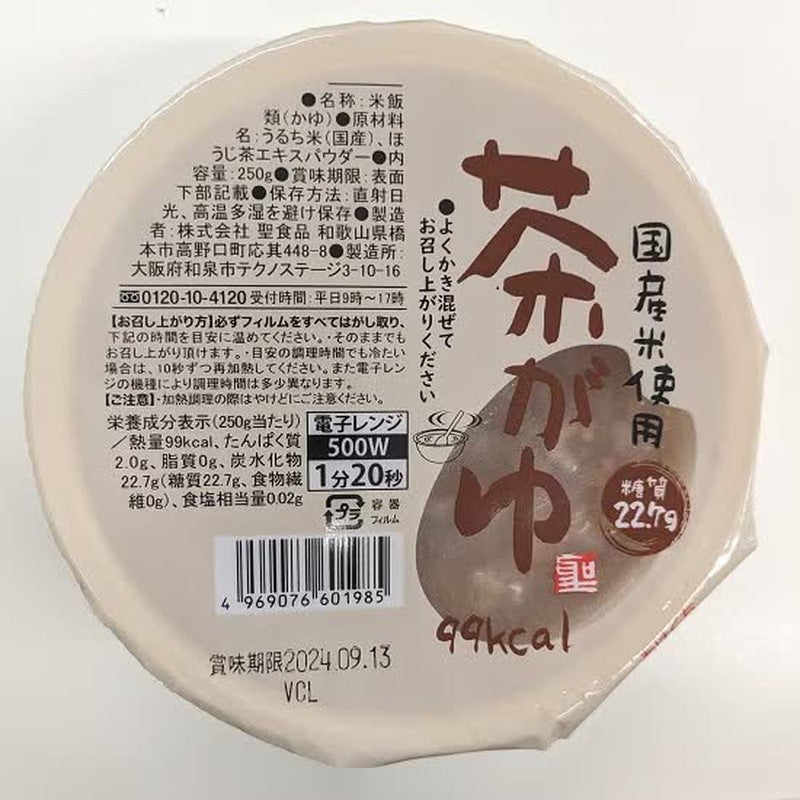 ●名称:米飯
類(かゆ)●原材料
名:うるち米(国産)、ほ
うじ茶エキスパウダー●内
容量:250g●賞味期限:表面
下部記載●保存方法:直射日
光、高温多湿を避け保存●製造
者:株式会社 聖食品 和歌山県橋
本市高野口町応其448-8●製造所:
大阪府和泉市テクノステージ3-10-16
0120-10-4120 受付時間:平日9時〜17時
【お召し上がり方】必ずフィルムをすべてはがし取り、
下記の時間を目安に温めてください。・そのままでも
お召し上がり頂けます。・目安の調理時間でも冷たい
場合は、10秒ずつ再加熱してください。また電子レン
ジの機種により調理時間は多少異なります。
【ご注意】・加熱調理の際はやけどにご注意ください。
栄養成分表示(250g当たり)
/熱量99kcal、たんぱく質
2.0g、脂質0g、炭水化物
22.7g(糖質22.7g、食物繊
維0g)、食塩相当量0.02g
電子レンジ
500W
1分20秒
プラ
容器
フィルム
4 969076 601985
賞味期限2024.09.13
VCL
国産米使用
茶がゆ
●よくかき混ぜて
お召し上がりください
糖質
22.7g
聖
99kcal